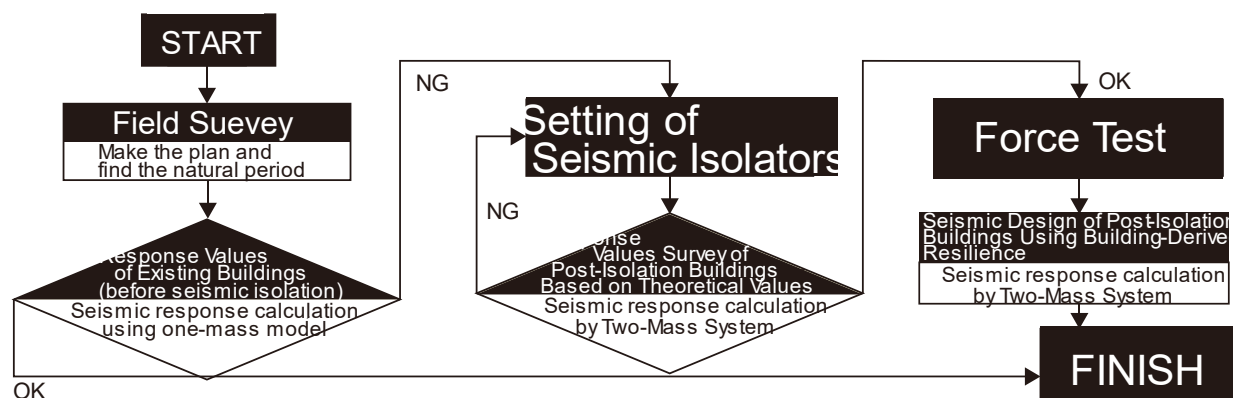 START
Field Suevey
Make the plan and
find the natural period
Response Values
of Existing Buildings
(before seismic isolation)
Seismic response calculation
using one-mass model
OK
NG
Setting of
Seismic Isolators
NG
ponse
Values Survey of
Post-Isolation Buildings
Based on Theoretical Values
Seismic response calculation
by Two-Mass System
OK
Force Test
Seismic Design of Post-Isolation
Buildings Using Building-Derive
Resilience
Seismic response calculation
by Two-Mass System
FINISH